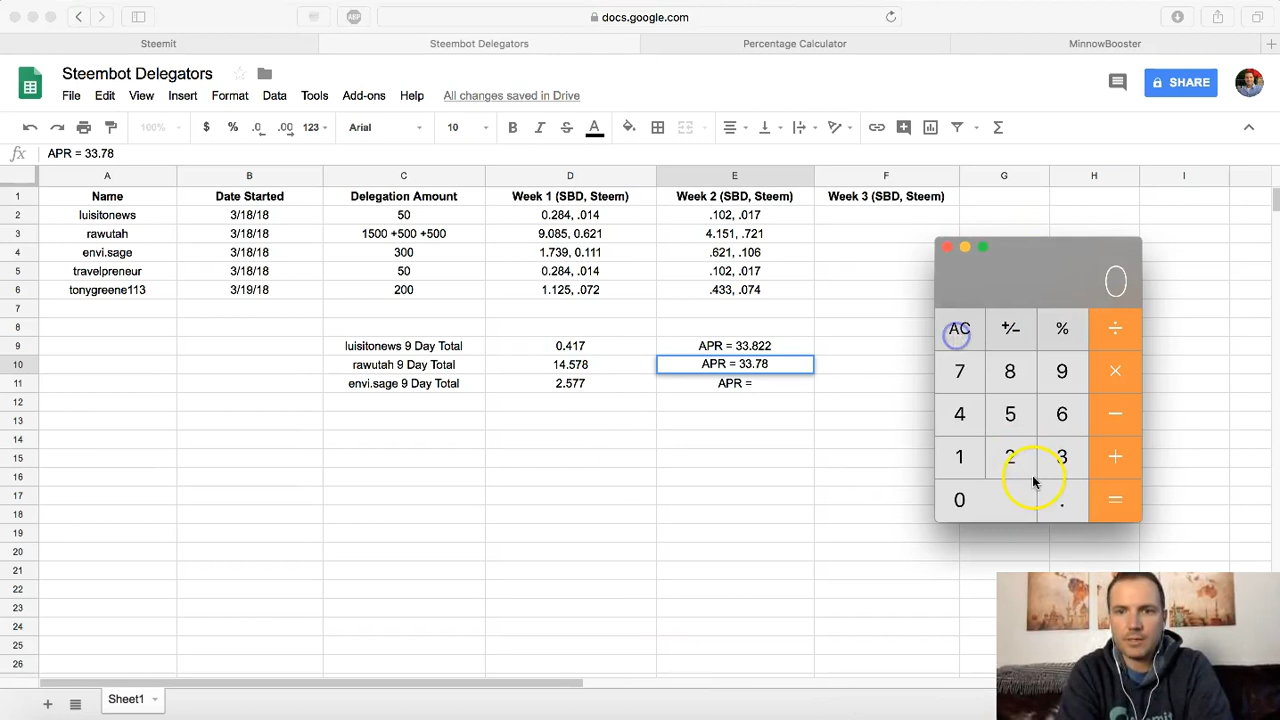 docs.google.com
Steemit
Steembot Delegators
Percentage Calculator
MinnowBooster
ABP
Steembot Delegators
File Edit View Insert Format Data Tools Add-ons Help All changes saved in Drive
SHARE
100% $ % .0 .00 123 Arial 10 B I S A
fx APR = 33.78
A B C D E F G H I
1 Name Date Started Delegation Amount Week 1 (SBD, Steem) Week 2 (SBD, Steem) Week 3 (SBD, Steem)
2 luisitonews 3/18/18 50 0.284, .014 .102, .017
3 rawutah 3/18/18 1500 +500 +500 9.085, 0.621 4.151, .721
4 envi.sage 3/18/18 300 1.739, 0.111 .621, .106
5 travelpreneur 3/18/18 50 0.284, .014 .102, .017
6 tonygreene113 3/19/18 200 1.125, .072 .433, .074
7
8
9 luisitonews 9 Day Total 0.417 APR = 33.822
10 rawutah 9 Day Total 14.578 APR = 33.78
11 envi.sage 9 Day Total 2.577 APR =
12
13
14
15
16
17
18
19
20
21
22
23
24
25
26
0
AC +/− % ÷
7 8 9 ×
4 5 6 −
1 2 3 +
0 . =
Sheet1